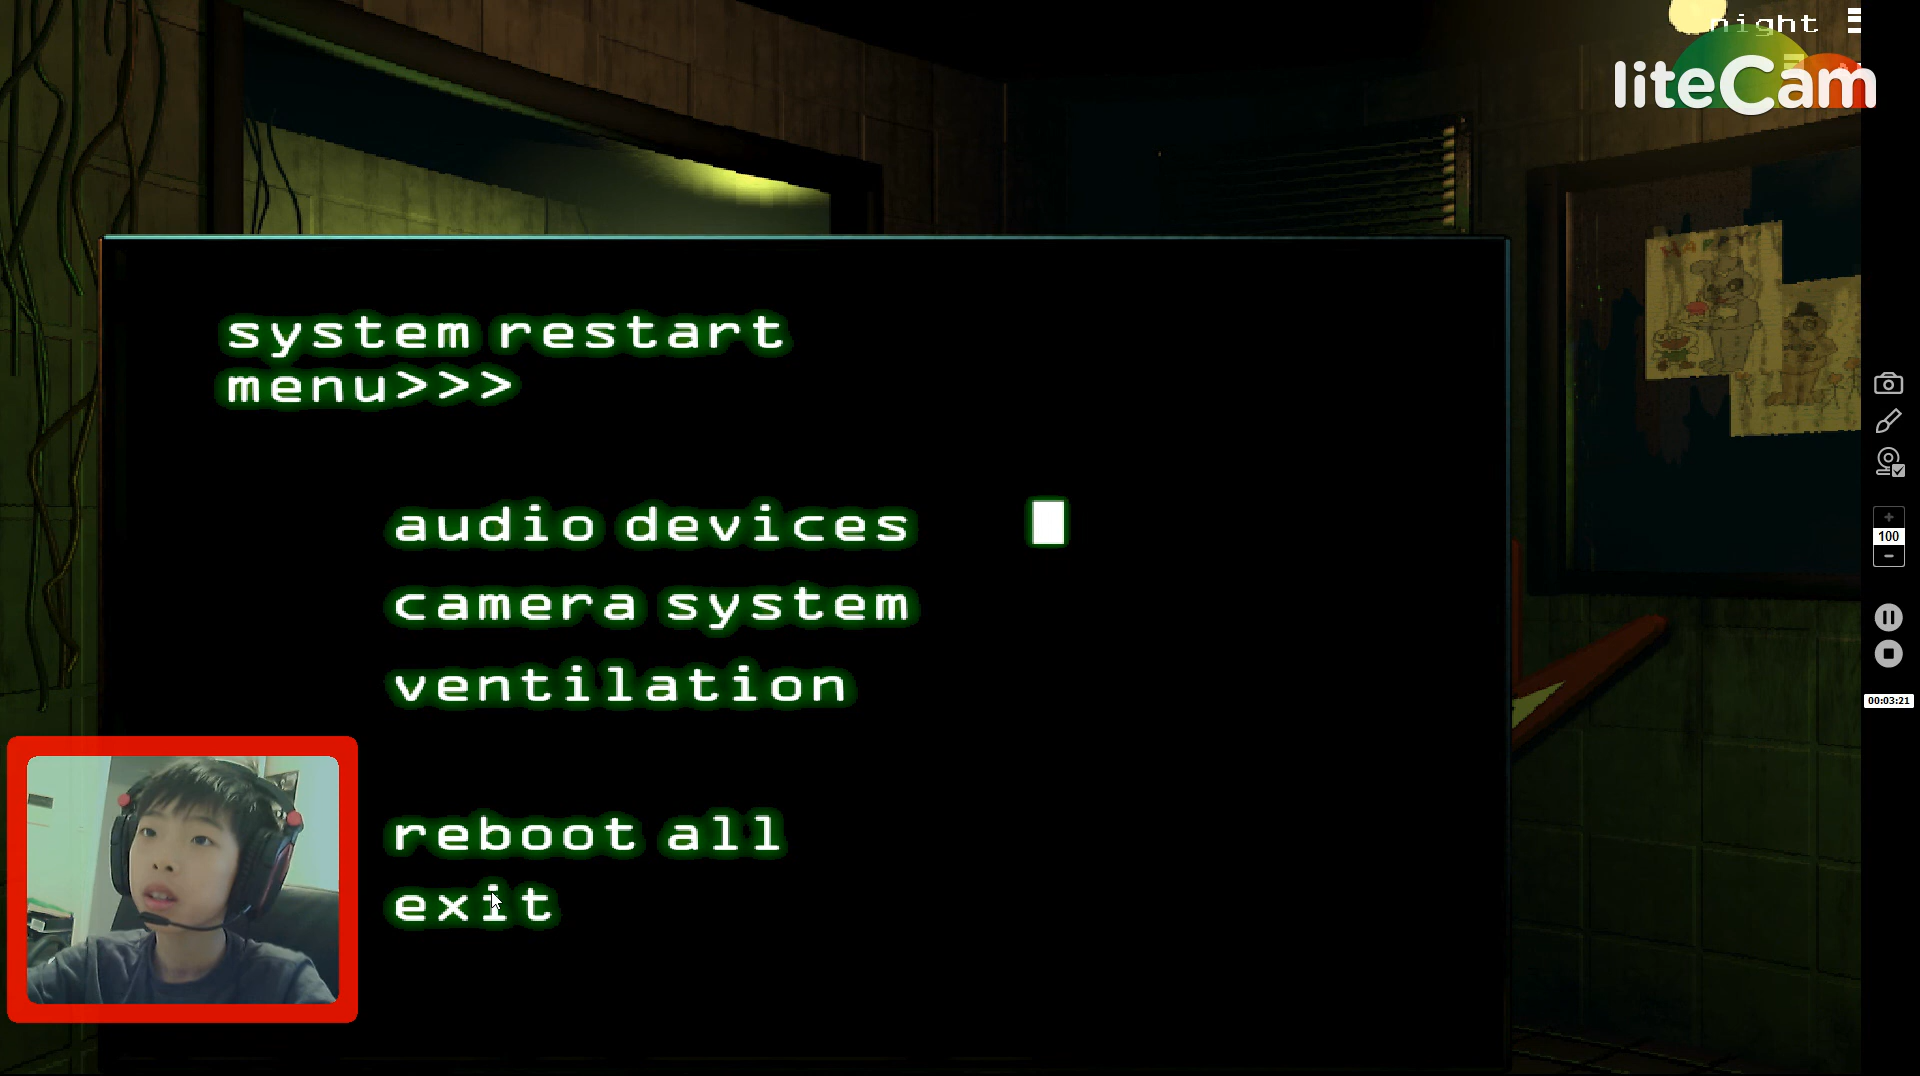 night
liteCam
system restart
menu>>>
audio devices
camera system
ventilation
reboot all
exit
100
00:03:21